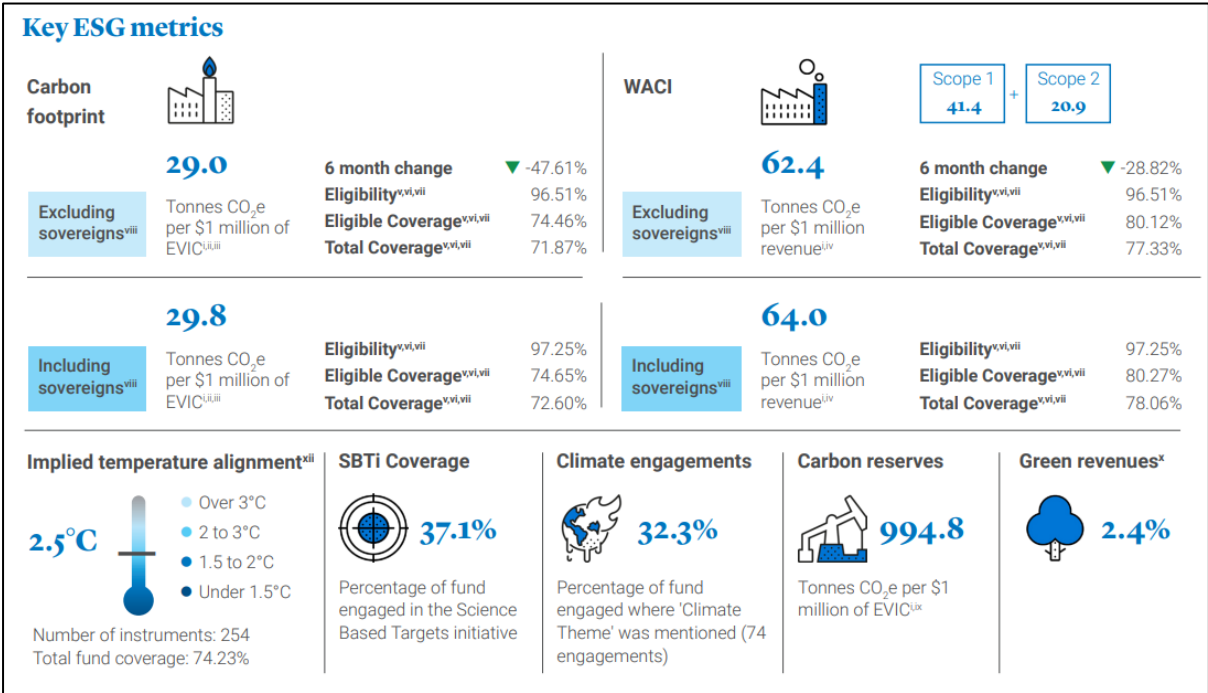 Key ESG metrics
Carbon
footprint
29.0
Tonnes CO₂e
per $1 million of
EVICi,ii,iii
Excluding
sovereignsviii
6 month change ▼ -47.61%
Eligibilityv,vi,vii 96.51%
Eligible Coveragev,vi,vii 74.46%
Total Coveragev,vi,vii 71.87%
WACI
Scope 1
41.4
+
Scope 2
20.9
62.4
Tonnes CO₂e
per $1 million
revenuei,iv
Excluding
sovereignsviii
6 month change ▼ -28.82%
Eligibilityv,vi,vii 96.51%
Eligible Coveragev,vi,vii 80.12%
Total Coveragev,vi,vii 77.33%
29.8
Tonnes CO₂e
per $1 million of
EVICi,ii,iii
Including
sovereignsviii
Eligibilityv,vi,vii 97.25%
Eligible Coveragev,vi,vii 74.65%
Total Coveragev,vi,vii 72.60%
64.0
Tonnes CO₂e
per $1 million
revenuei,iv
Including
sovereignsviii
Eligibilityv,vi,vii 97.25%
Eligible Coveragev,vi,vii 80.27%
Total Coveragev,vi,vii 78.06%
Implied temperature alignmentxii
2.5°C
Over 3°C
2 to 3°C
1.5 to 2°C
Under 1.5°C
Number of instruments: 254
Total fund coverage: 74.23%
SBTi Coverage
37.1%
Percentage of fund
engaged in the Science
Based Targets initiative
Climate engagements
32.3%
Percentage of fund
engaged where 'Climate
Theme' was mentioned (74
engagements)
Carbon reserves
994.8
Tonnes CO₂e per $1
million of EVICi,ix
Green revenuesx
2.4%